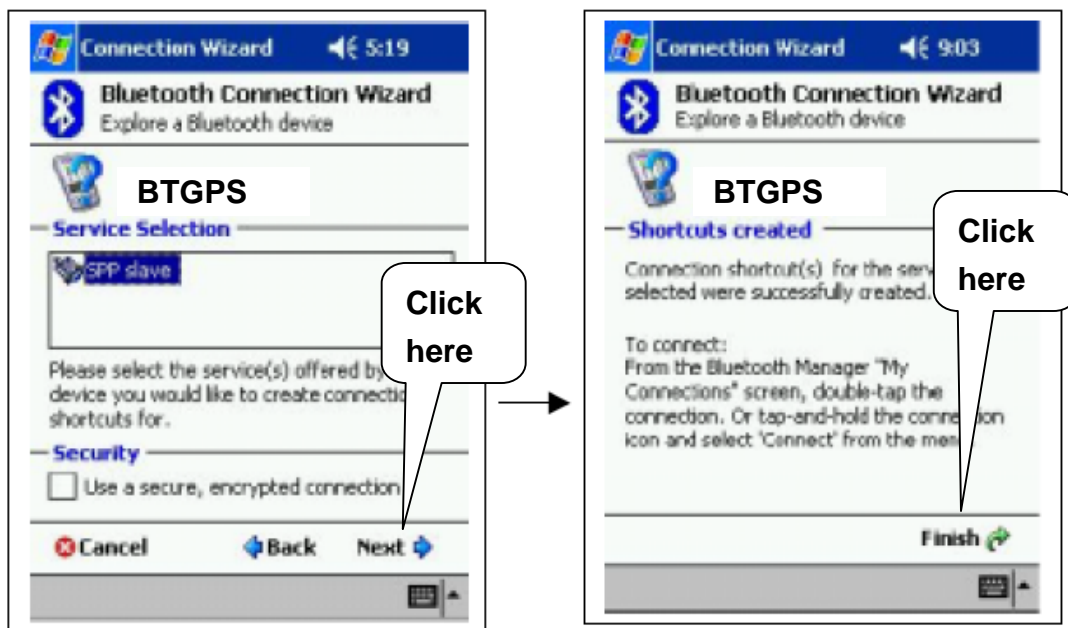 Connection Wizard 5:19
Bluetooth Connection Wizard
Explore a Bluetooth device
BTGPS
Service Selection
SPP slave
Click
here
Please select the service(s) offered by
device you would like to create connectio
shortcuts for.
Security
Use a secure, encrypted connection
Cancel Back Next
Connection Wizard 9:03
Bluetooth Connection Wizard
Explore a Bluetooth device
BTGPS
Shortcuts created
Click
here
Connection shortcut(s) for the serv
selected were successfully created.
To connect:
From the Bluetooth Manager "My
Connections" screen, double-tap the
connection. Or tap-and-hold the connection
icon and select 'Connect' from the men
Finish